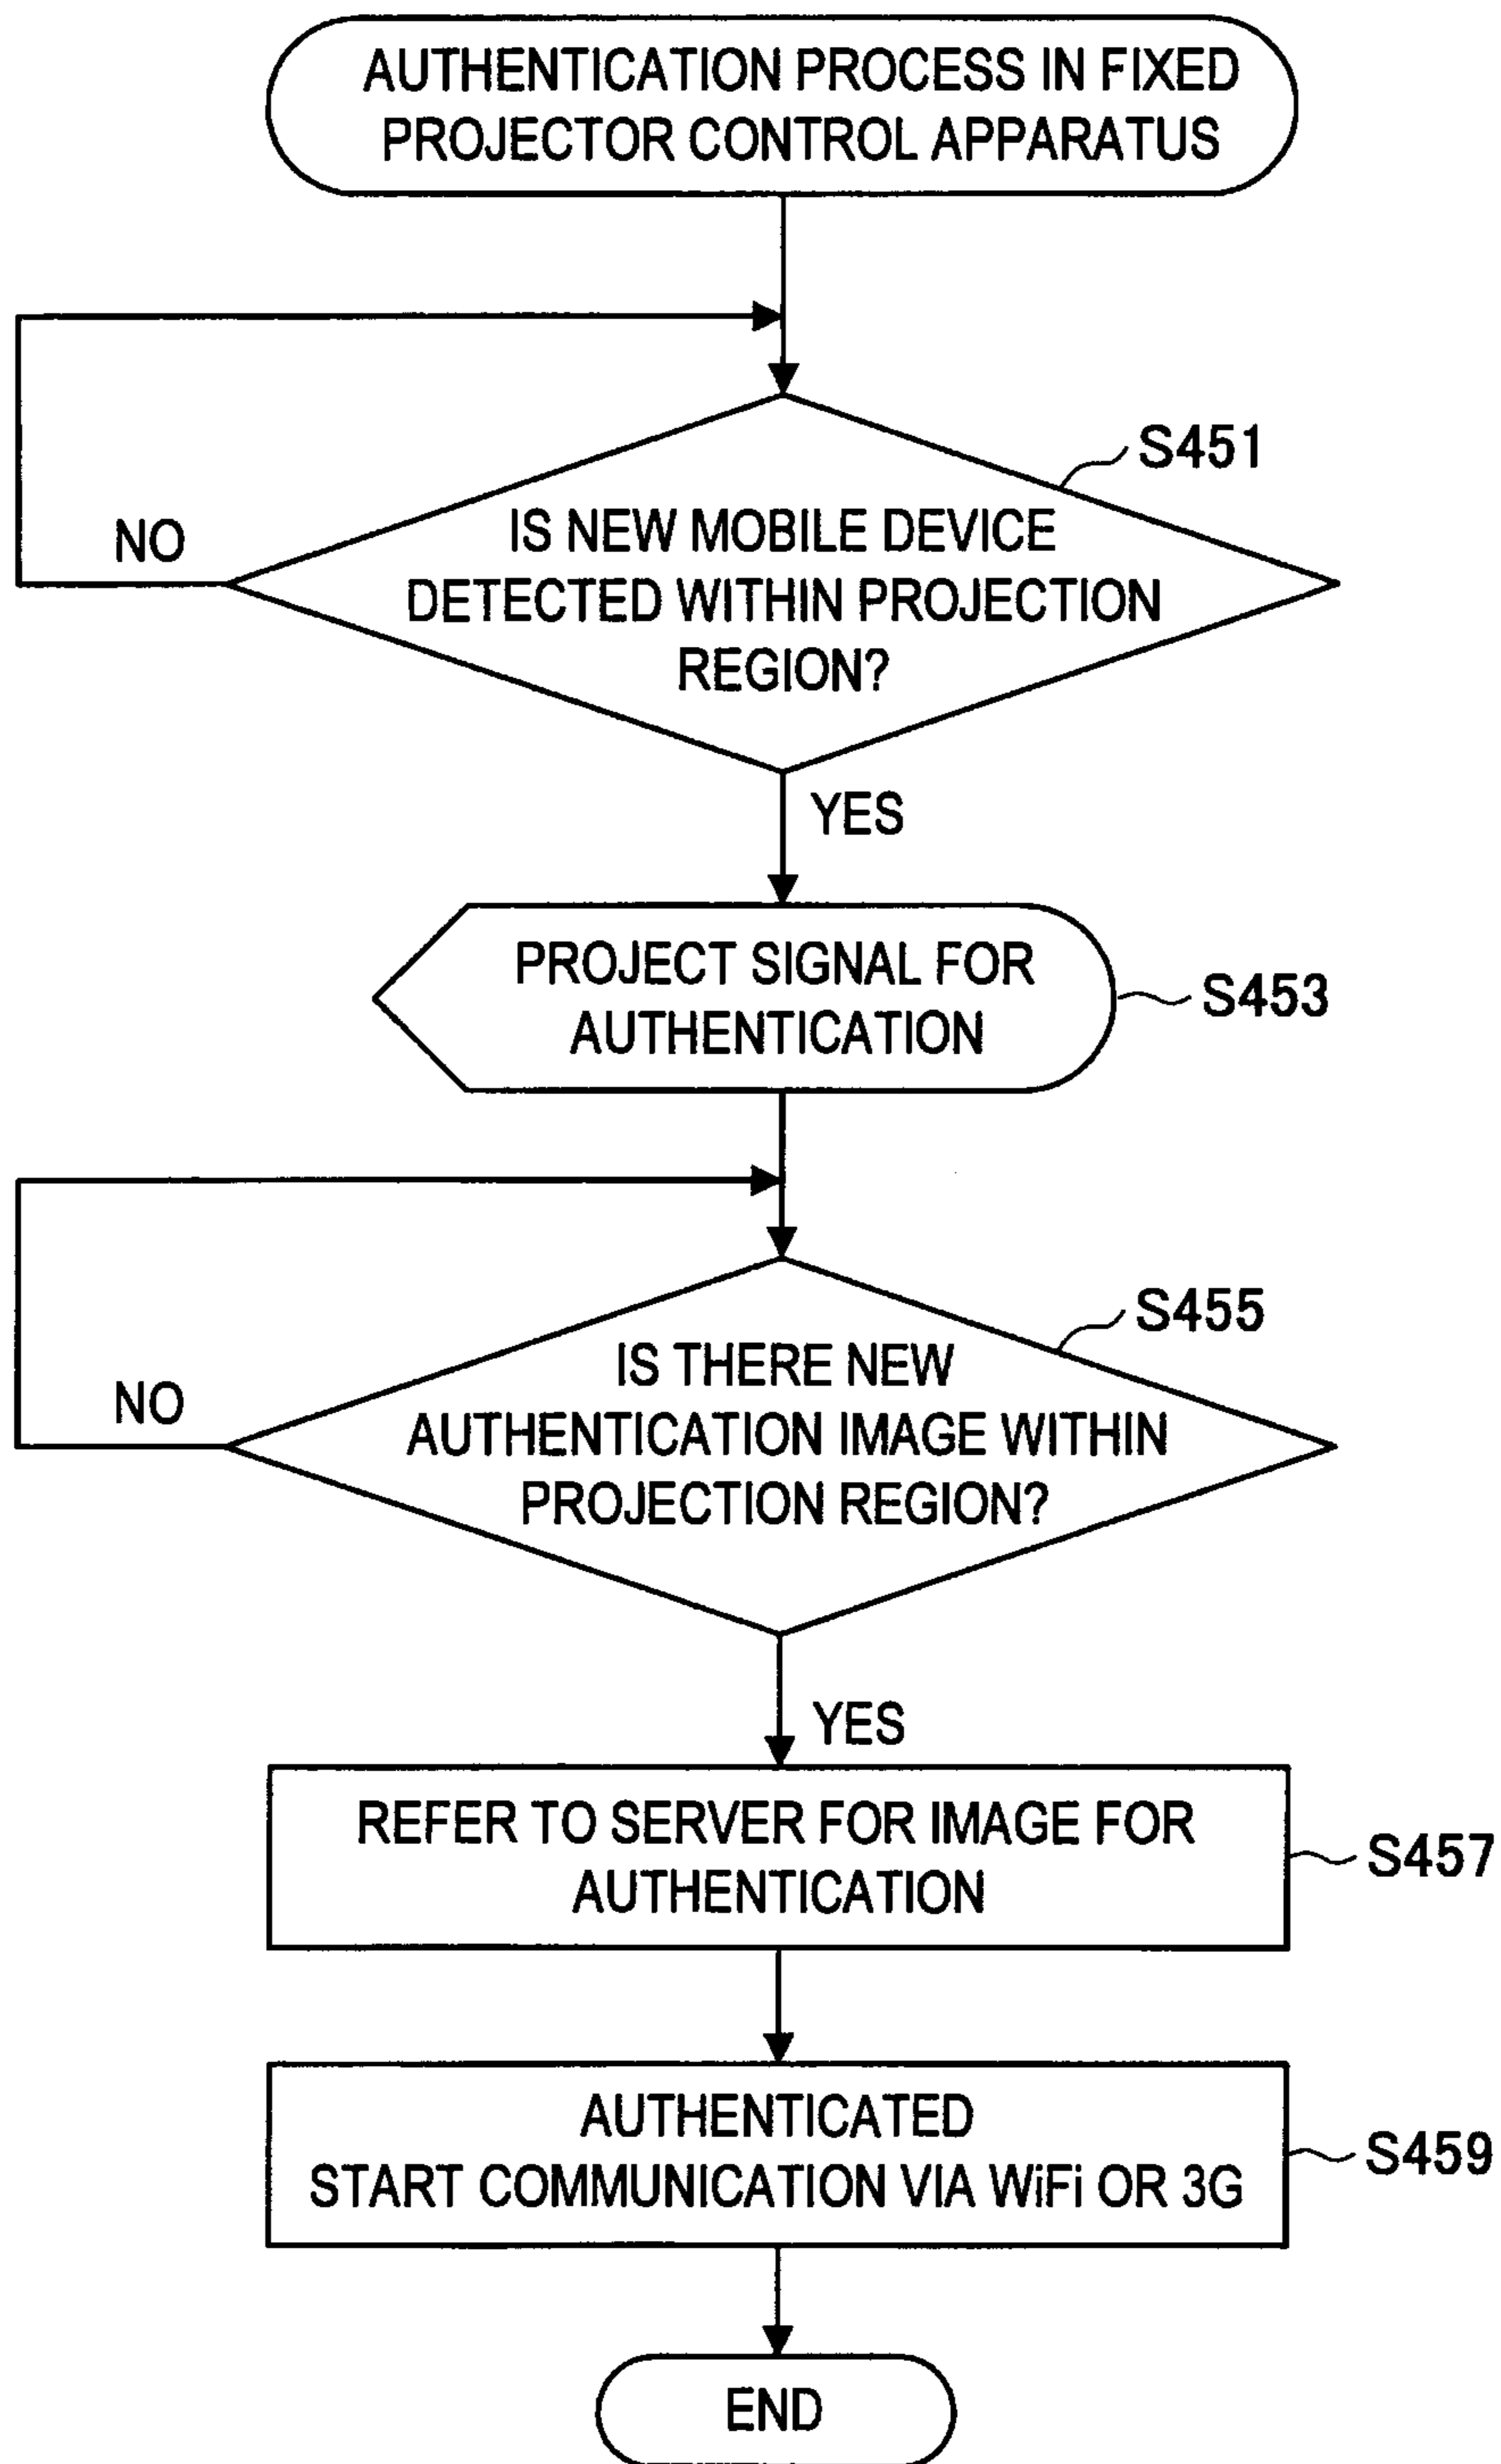 AUTHENTICATION PROCESS IN FIXED
PROJECTOR CONTROL APPARATUS
S451
IS NEW MOBILE DEVICE
DETECTED WITHIN PROJECTION
REGION?
NO
YES
PROJECT SIGNAL FOR
AUTHENTICATION
S453
S455
IS THERE NEW
AUTHENTICATION IMAGE WITHIN
PROJECTION REGION?
NO
YES
REFER TO SERVER FOR IMAGE FOR
AUTHENTICATION
S457
AUTHENTICATED
START COMMUNICATION VIA WiFi OR 3G
S459
END